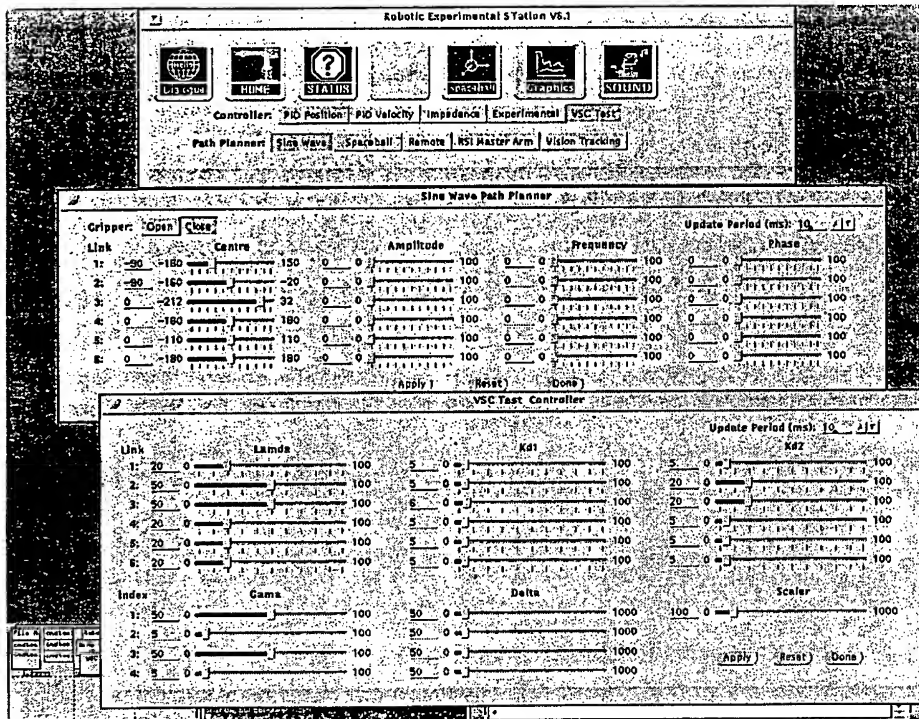 Robotic Experimental STation V6.1
HOME STATUS Spaceball Graphics SOUND
Controller: PID Position PID Velocity Impedance Experimental VSC Test
Path Planner: Sine Wave Spaceball Remote RSI Master Arm Vision Tracking
Sine Wave Path Planner
Gripper: Open Close Update Period (ms): 10
Link Centre Amplitude Frequency Phase
1: -90 -180 150 0 0 100 0 0 100 0 0 100
2: -90 -160 -20 0 0 100 0 0 100 0 0 100
3: 0 -212 32 0 0 100 0 0 100 0 0 100
4: 0 -180 180 0 0 100 0 0 100 0 0 100
5: 0 -110 110 0 0 100 0 0 100 0 0 100
6: 0 -180 180 0 0 100 0 0 100 0 0 100
Apply Reset Done
VSC Test Controller
Update Period (ms): 10
Link Lamda Kd1 Kd2
1: 20 0 100 5 0 100 5 0 100
2: 50 0 100 5 0 100 20 0 100
3: 50 0 100 0 100 20 0 100
4: 20 0 100 5 0 100 5 0 100
5: 20 0 100 5 0 100 5 0 100
6: 20 0 100 5 0 100 5 0 100
Index Gama Delta Scaler
1: 50 0 100 50 0 1000 100 0 1000
2: 5 0 100 50 0 1000
3: 50 0 100 50 0 1000
4: 5 0 100 50 0 1000
Apply Reset Done